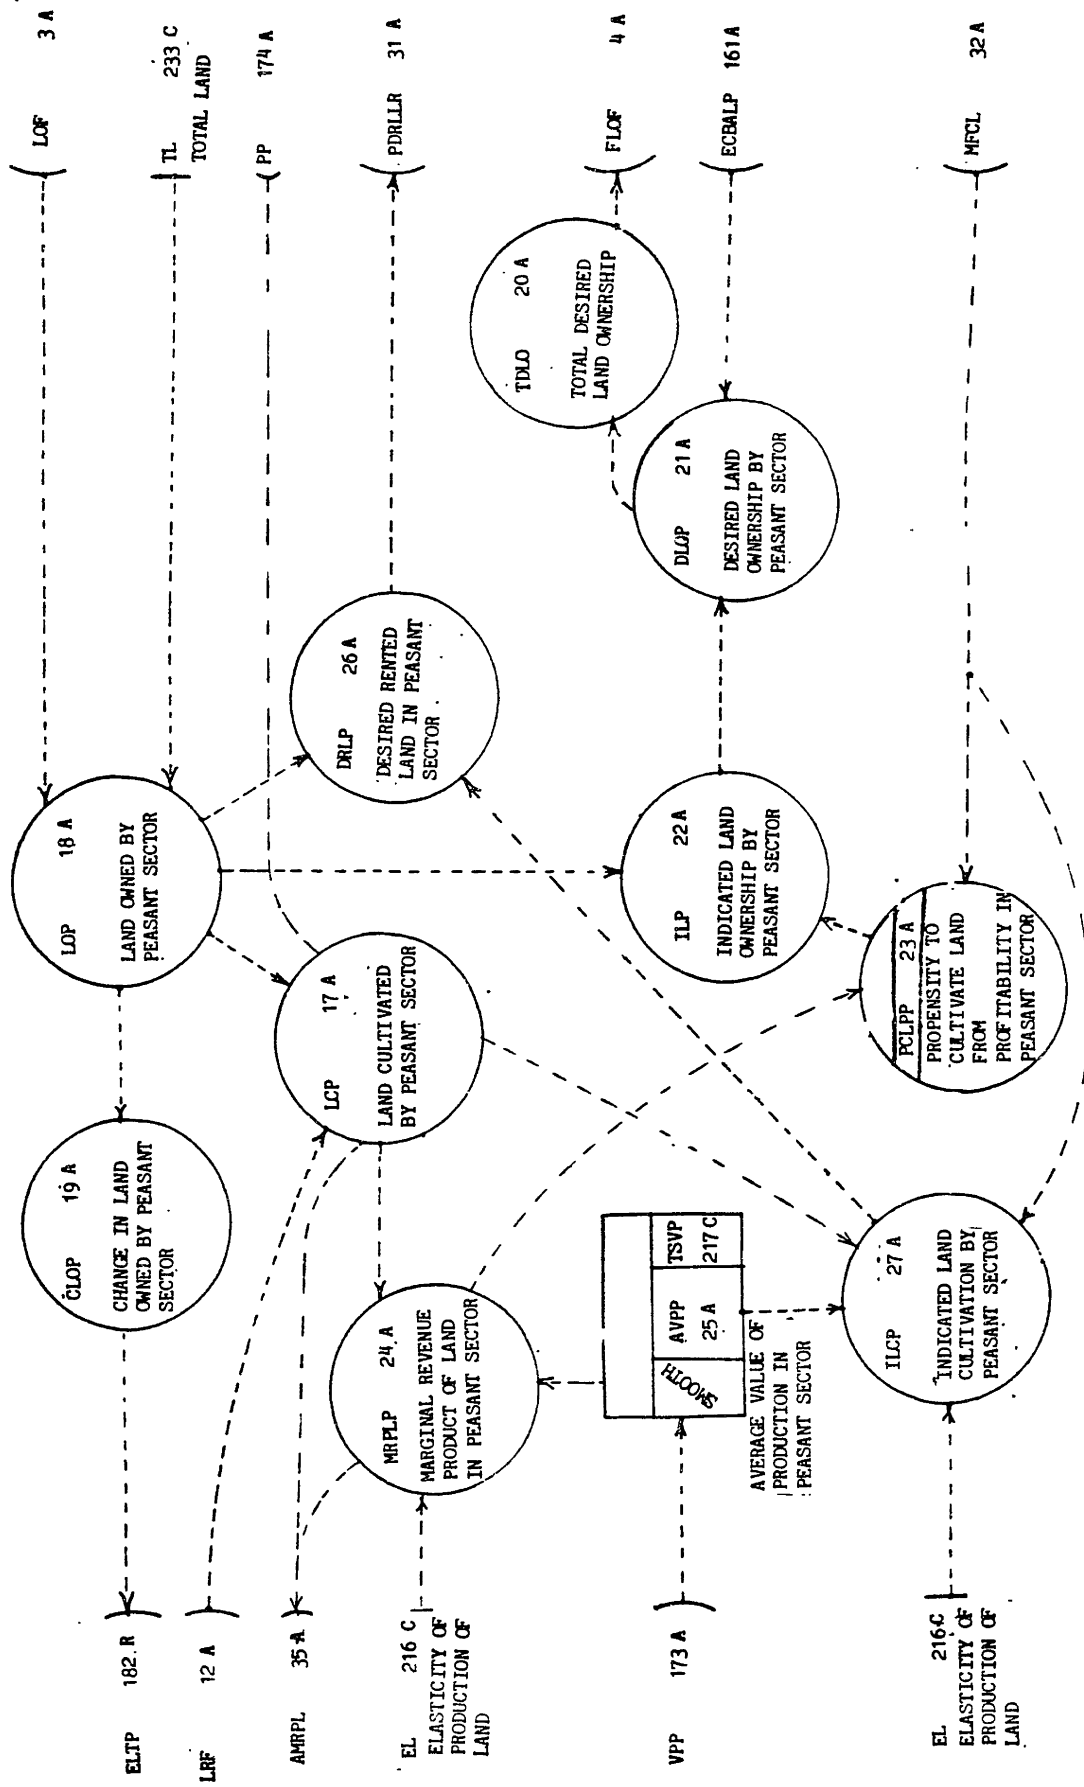 LOF 3 A
TL 233 C
TOTAL LAND
PP 174 A
PDRLLR 31 A
FLOF 4 A
ECBALP 161 A
MFCL 32 A
LOP 18 A
LAND OWNED BY
PEASANT SECTOR
CLOP 19 A
CHANGE IN LAND
OWNED BY PEASANT
SECTOR
LCP 17 A
LAND CULTIVATED
BY PEASANT SECTOR
DRLP 26 A
DESIRED RENTED
LAND IN PEASANT
SECTOR
TDLO 20 A
TOTAL DESIRED
LAND OWNERSHIP
DLOP 21 A
DESIRED LAND
OWNERSHIP BY
PEASANT SECTOR
ILP 22 A
INDICATED LAND
OWNERSHIP BY
PEASANT SECTOR
PCLPP 23 A
PROPENSITY TO
CULTIVATE LAND
FROM
PROFITABILITY IN
PEASANT SECTOR
MRPLP 24 A
MARGINAL REVENUE
PRODUCT OF LAND
IN PEASANT SECTOR
SMOOTH
AVPP
25 A
TSVP
217 C
AVERAGE VALUE OF
PRODUCTION IN
PEASANT SECTOR
ILCP 27 A
INDICATED LAND
CULTIVATION BY
PEASANT SECTOR
ELTP 182 R
LRF 12 A
AMRPL 35 A
EL 216 C
ELASTICITY OF
PRODUCTION OF
LAND
VPP 173 A
EL 216 C
ELASTICITY OF
PRODUCTION OF
LAND